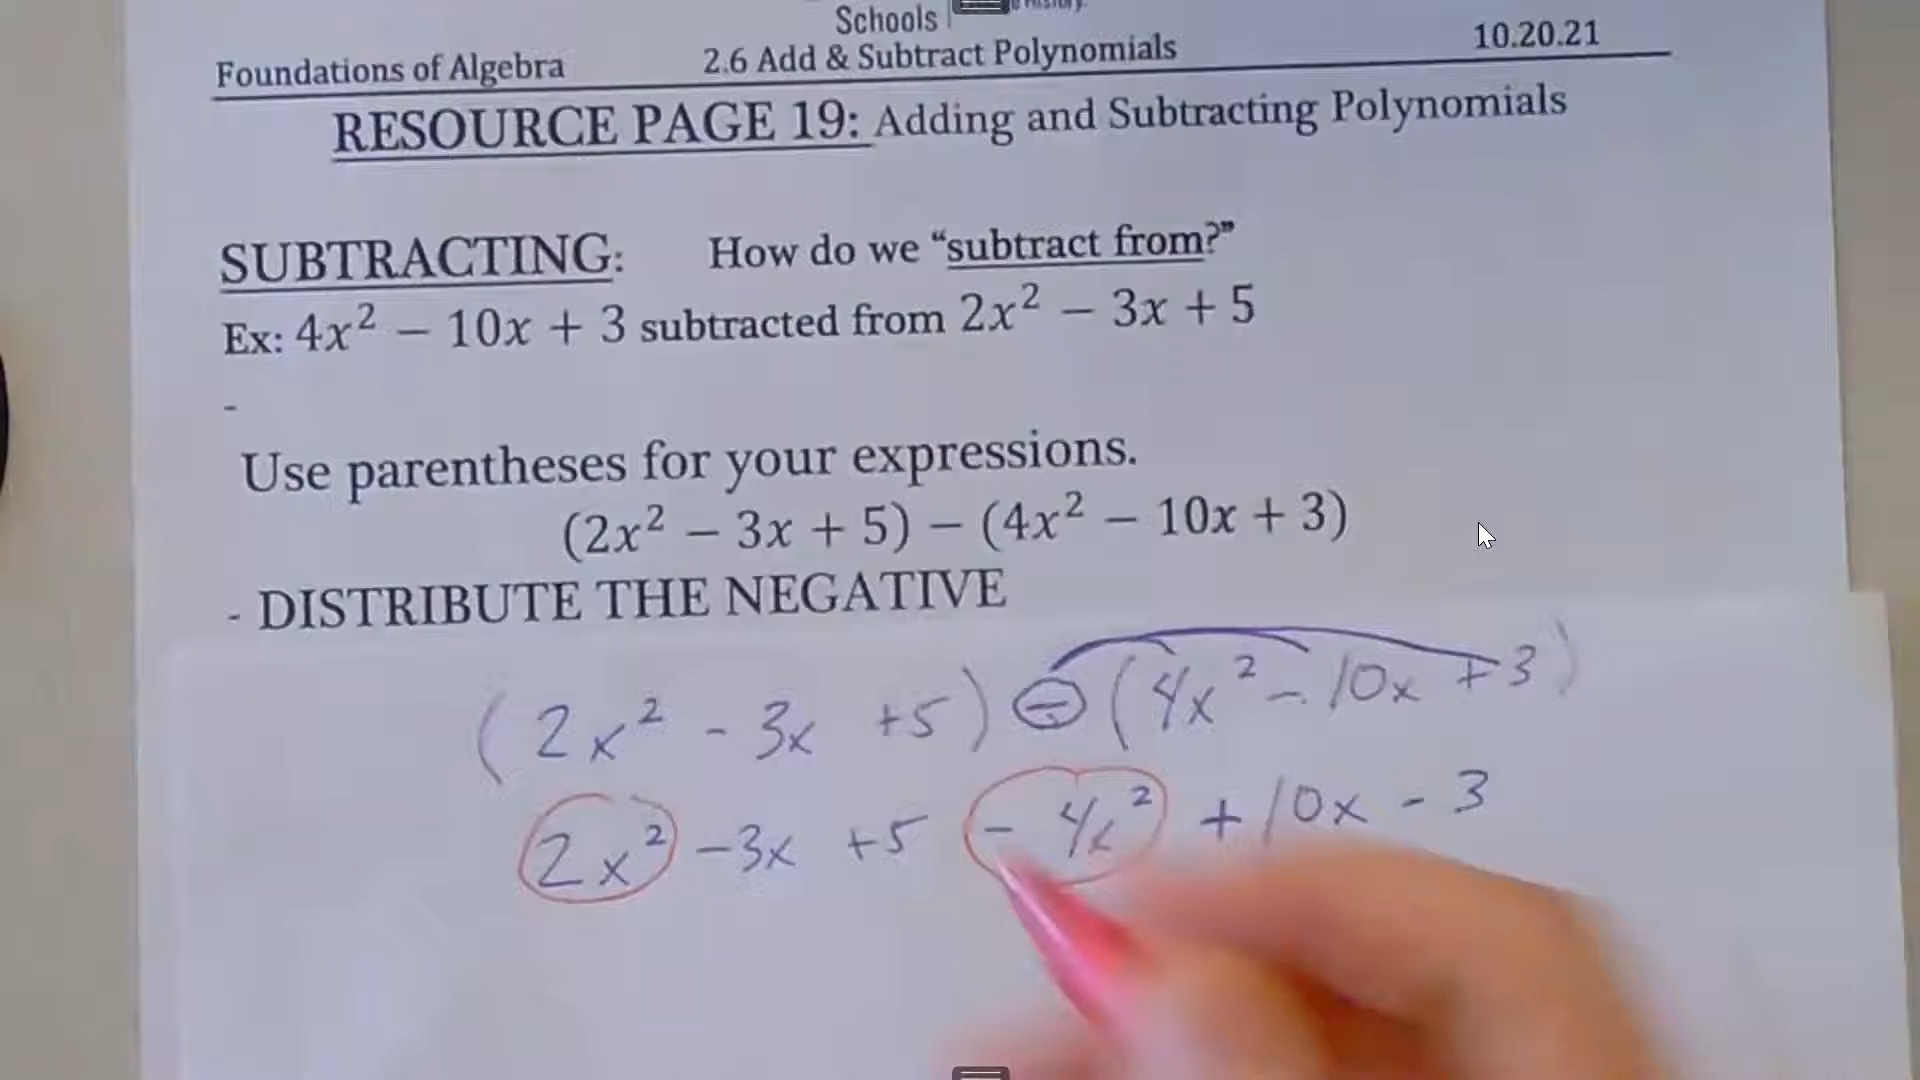 Schools
Foundations of Algebra 2.6 Add & Subtract Polynomials 10.20.21
RESOURCE PAGE 19: Adding and Subtracting Polynomials
SUBTRACTING: How do we “subtract from?”
Ex: 4x² − 10x + 3 subtracted from 2x² − 3x + 5
-
Use parentheses for your expressions.
(2x² − 3x + 5) − (4x² − 10x + 3)
- DISTRIBUTE THE NEGATIVE
(2x² - 3x +5) - (4x² - 10x + 3)
2x² - 3x +5 - 4x² + 10x - 3